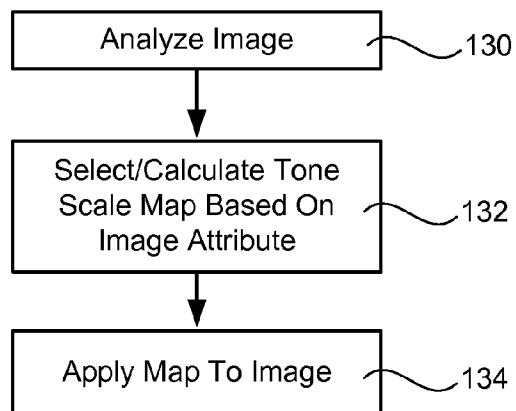 Analyze Image
130
Select/Calculate Tone
Scale Map Based On
Image Attribute
132
Apply Map To Image
134